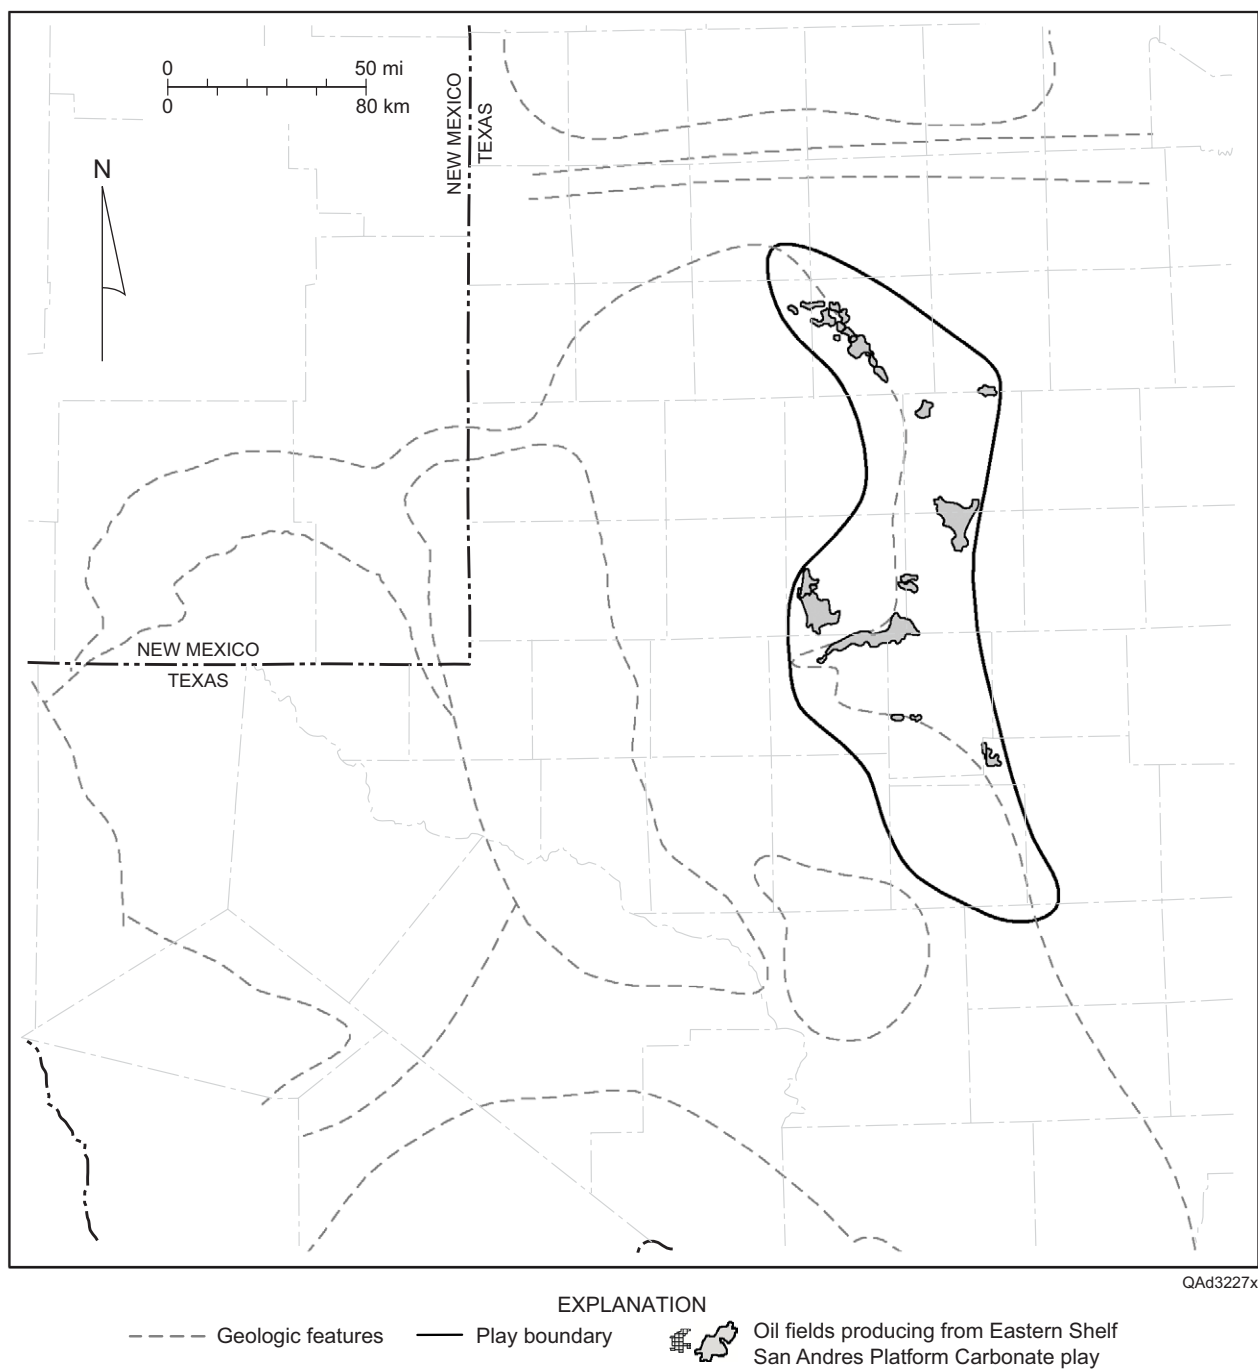 0 50 mi
0 80 km
N
NEW MEXICO
TEXAS
NEW MEXICO
TEXAS
QAd3227x
EXPLANATION
Geologic features
Play boundary
Oil fields producing from Eastern Shelf
San Andres Platform Carbonate play